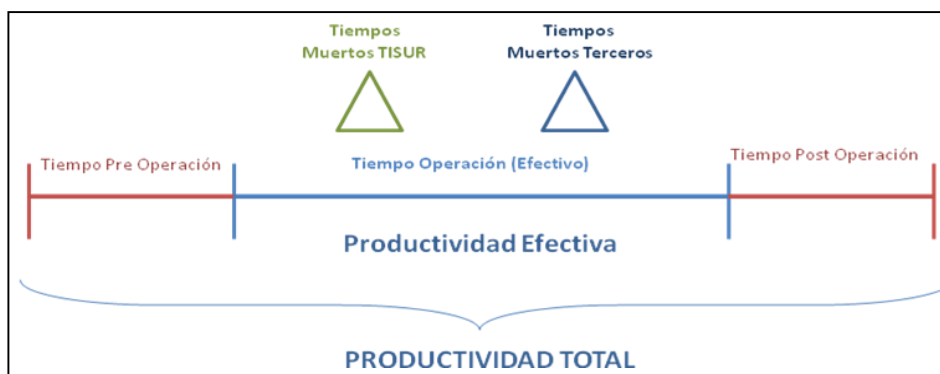 Tiempos
Muertos TISUR
Tiempos
Muertos Terceros
Tiempo Pre Operación
Tiempo Operación (Efectivo)
Tiempo Post Operación
Productividad Efectiva
PRODUCTIVIDAD TOTAL